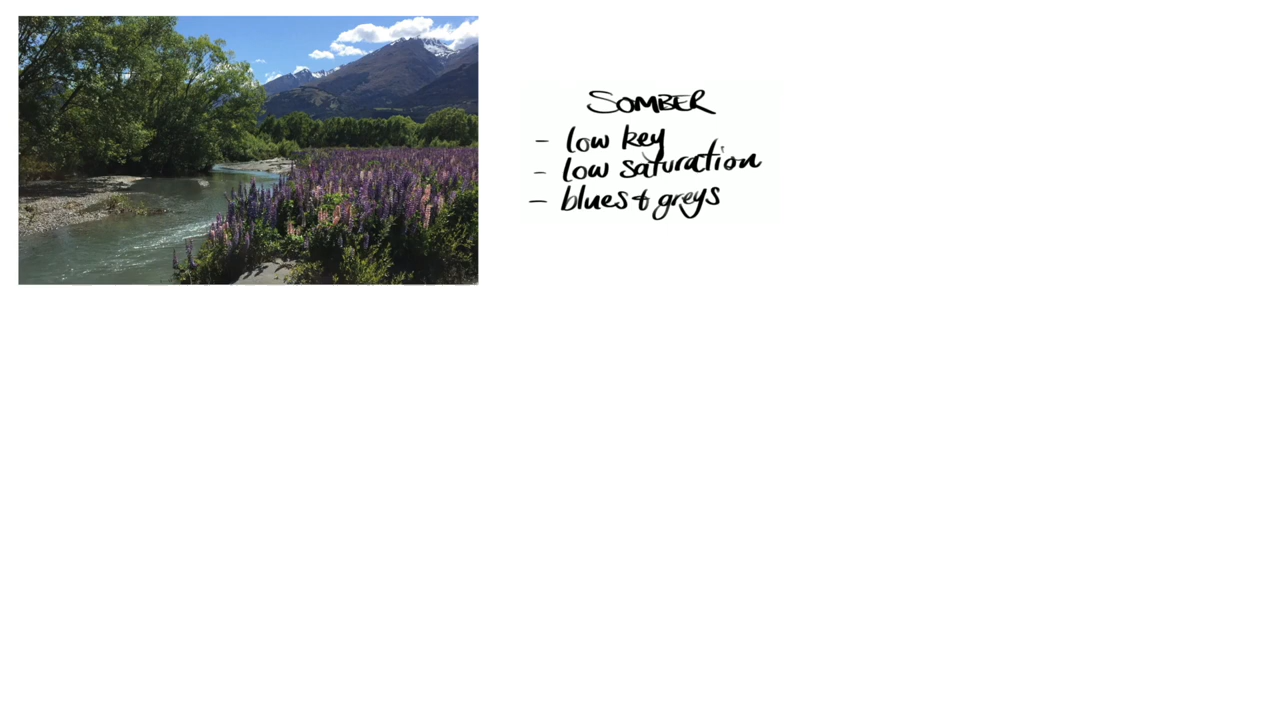 SOMBER
- low key
- low saturation
- blues + greys